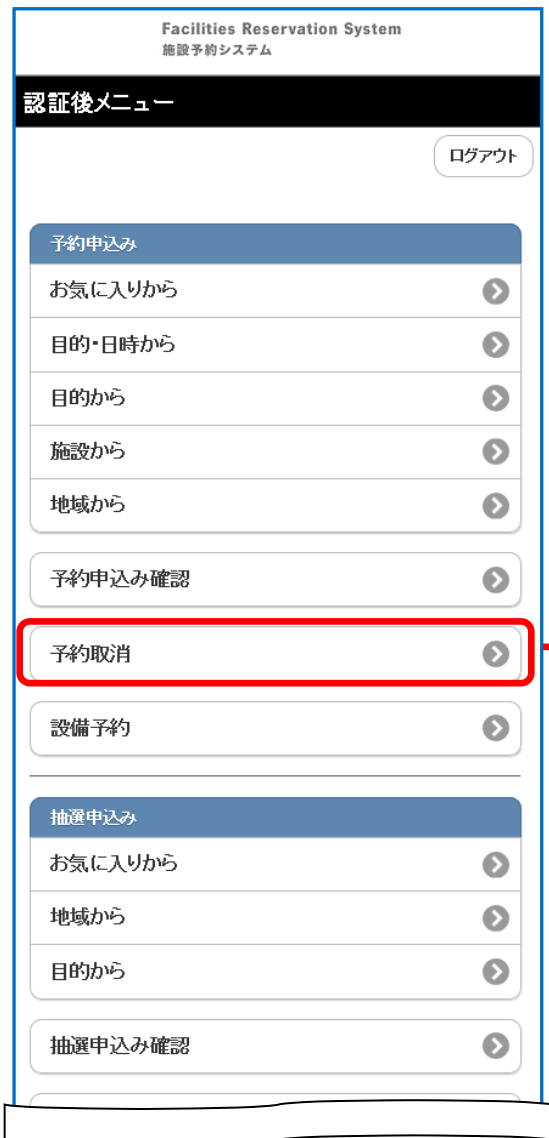 Facilities Reservation System
施設予約システム
認証後メニュー
ログアウト
予約申込み
お気に入りから
目的・日時から
目的から
施設から
地域から
予約申込み確認
予約取消
設備予約
抽選申込み
お気に入りから
地域から
目的から
抽選申込み確認